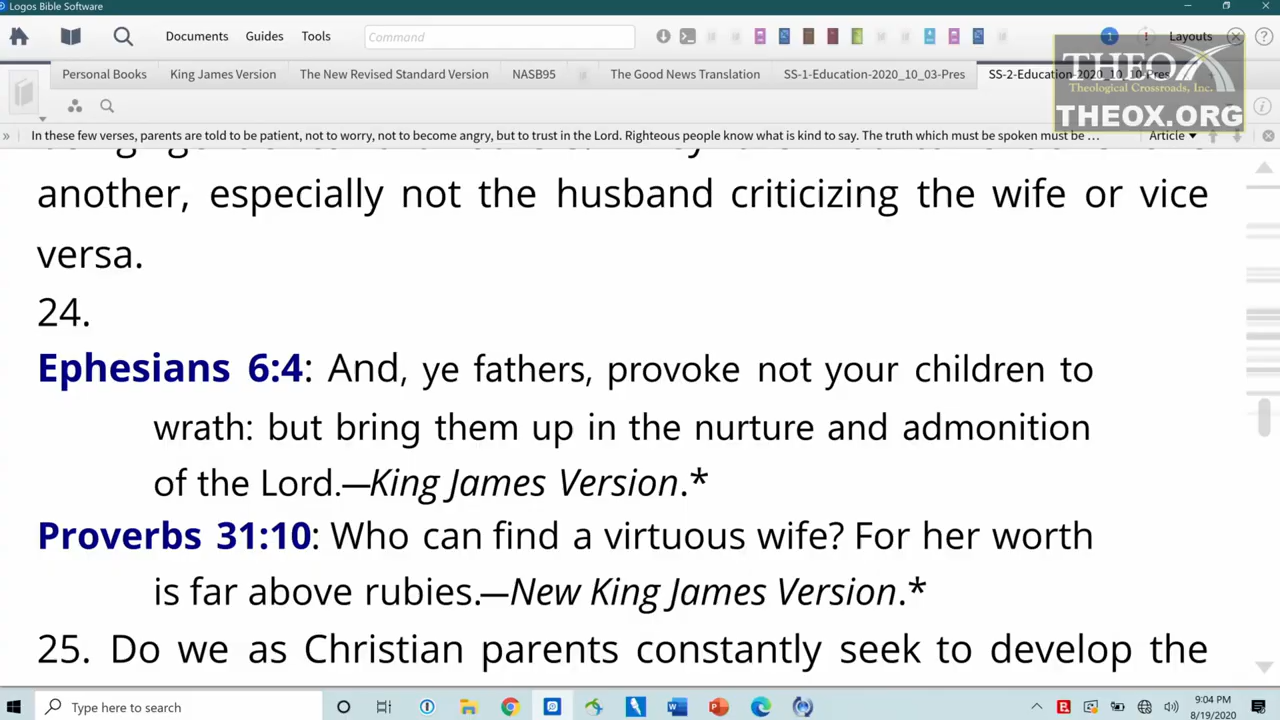 Logos Bible Software
Documents Guides Tools Command 1 Layouts
THEOX
Theological Crossroads, Inc.
THEOX.ORG
Personal Books King James Version The New Revised Standard Version NASB95 The Good News Translation SS-1-Education-2020_10_03-Pres SS-2-Education-2020_10_10-Pres
» In these few verses, parents are told to be patient, not to worry, not to become angry, but to trust in the Lord. Righteous people know what is kind to say. The truth which must be spoken must be ... Article
another, especially not the husband criticizing the wife or vice
versa.
24.
Ephesians 6:4: And, ye fathers, provoke not your children to
wrath: but bring them up in the nurture and admonition
of the Lord.—King James Version.*
Proverbs 31:10: Who can find a virtuous wife? For her worth
is far above rubies.—New King James Version.*
25. Do we as Christian parents constantly seek to develop the
Type here to search
9:04 PM
8/19/2020